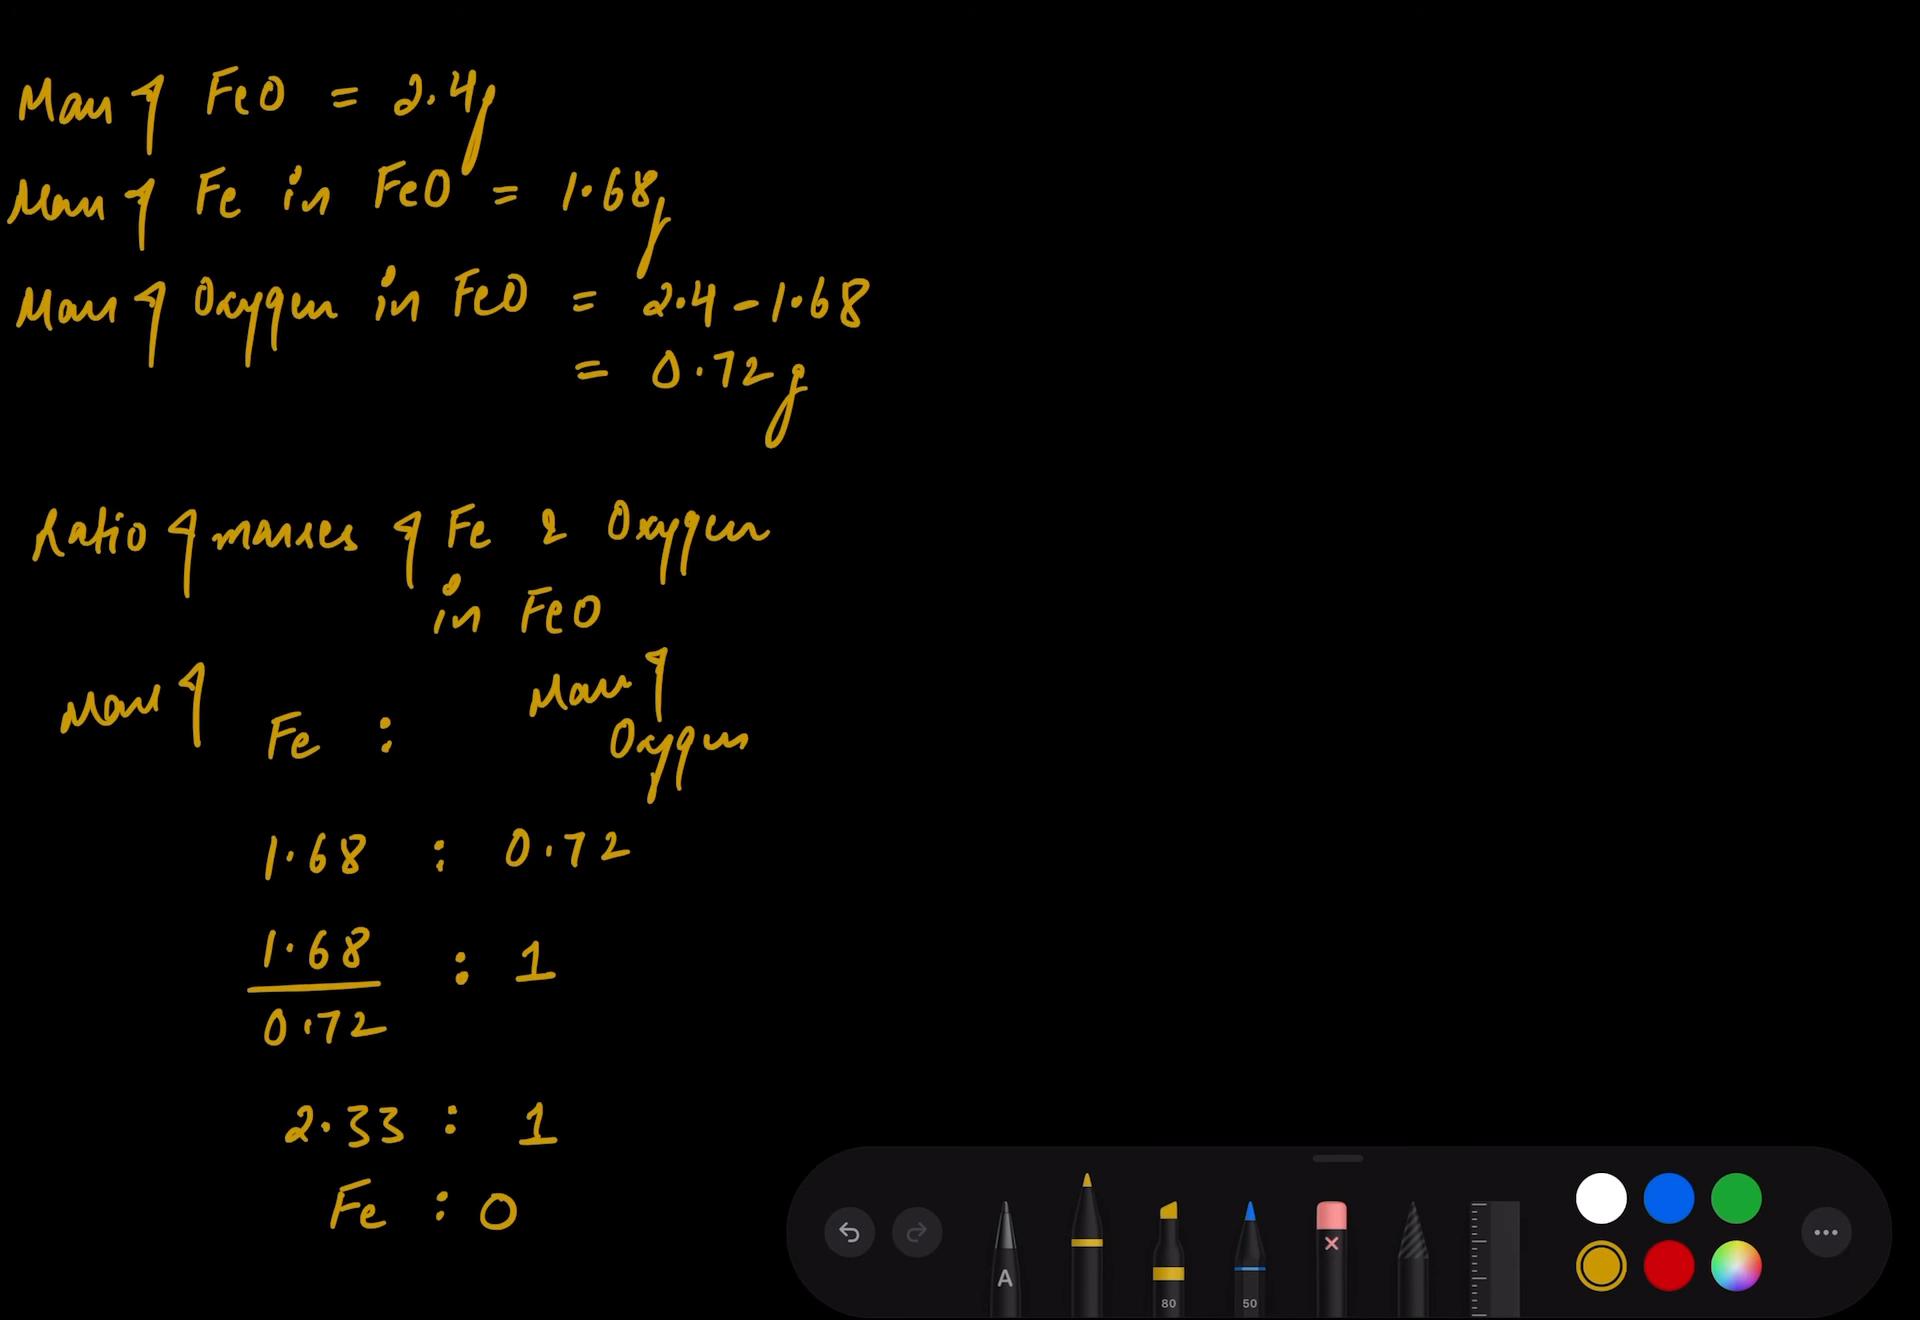 Mass of FeO = 2.4g
Mass of Fe in FeO = 1.68g
Mass of Oxygen in FeO = 2.4 - 1.68
= 0.72g
Ratio of masses of Fe & Oxygen
in FeO
Mass of Fe : Mass of Oxygen
1.68 : 0.72
1.68 / 0.72 : 1
2.33 : 1
Fe : O
A
80
50